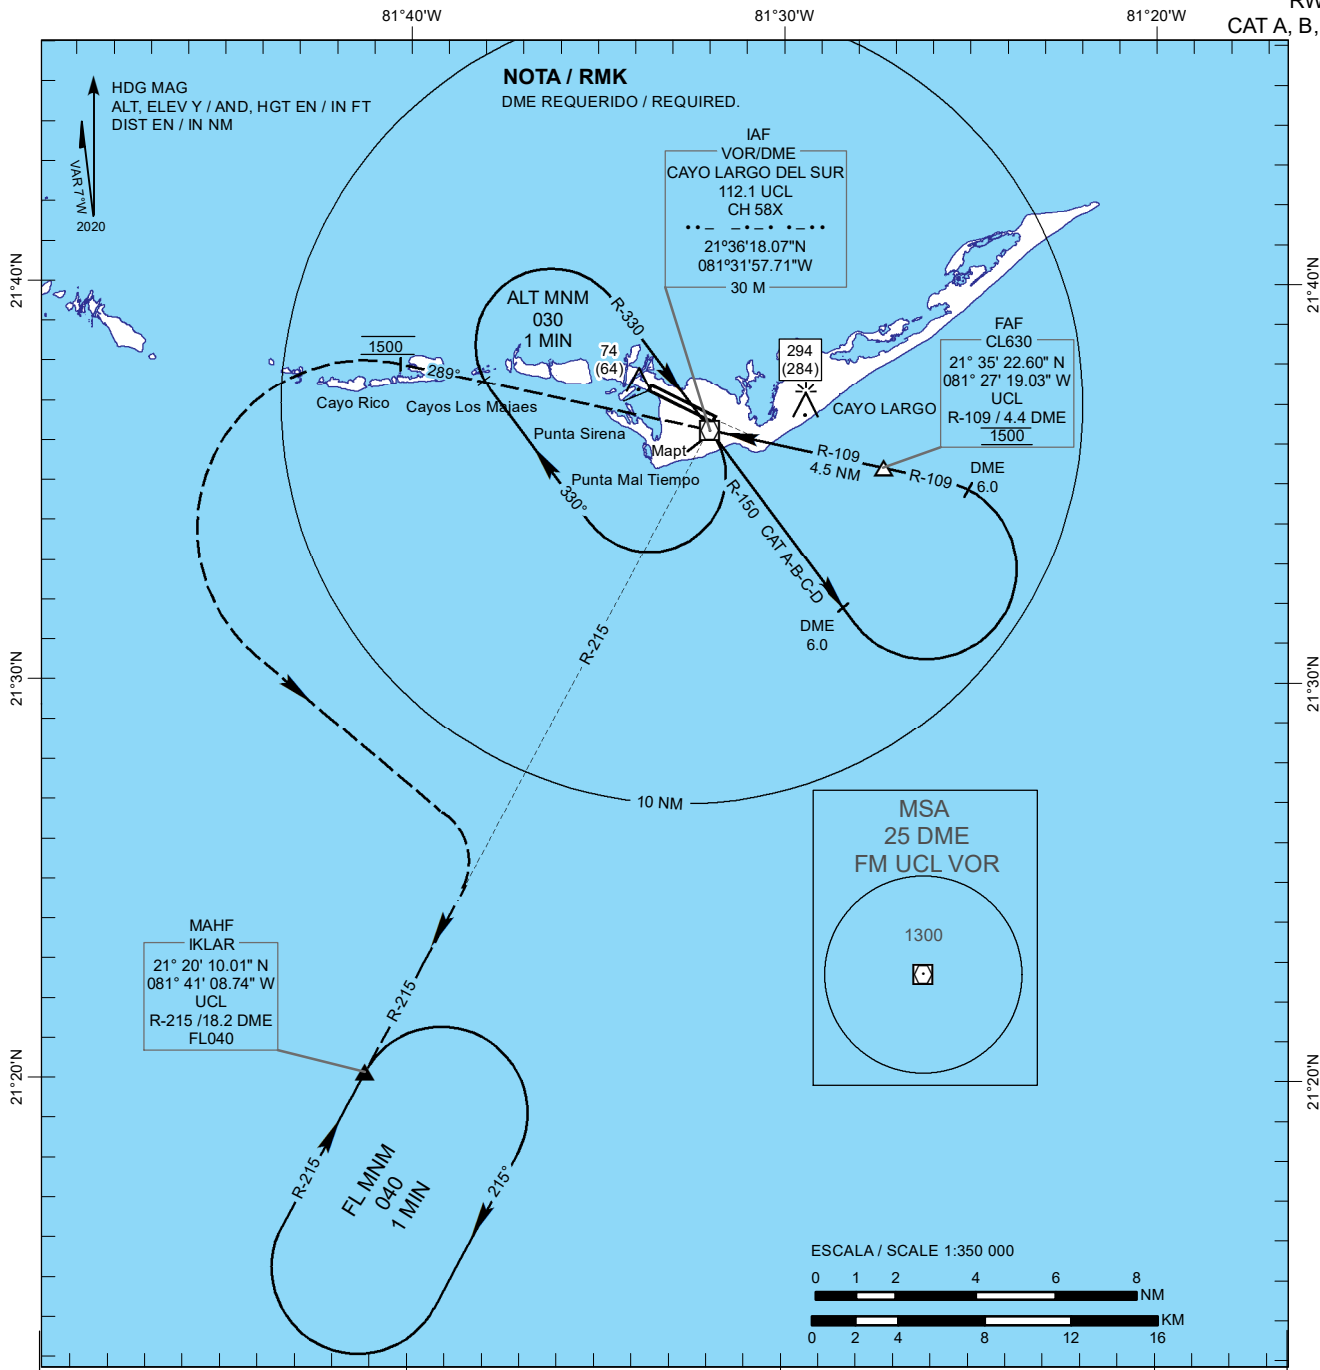 RW
CAT A, B,
81°40'W
81°30'W
81°20'W
HDG MAG
ALT, ELEV Y / AND, HGT EN / IN FT
DIST EN / IN NM
VAR 7°W
2020
NOTA / RMK
DME REQUERIDO / REQUIRED.
IAF
VOR/DME
CAYO LARGO DEL SUR
112.1 UCL
CH 58X
21°36'18.07"N
081°31'57.71"W
30 M
21°40'N
21°40'N
ALT MNM
030
1 MIN
R-330
74
(64)
294
(284)
FAF
CL630
21° 35' 22.60" N
081° 27' 19.03" W
UCL
R-109 / 4.4 DME
1500
1500
289°
Cayo Rico
Cayos Los Majaes
Punta Sirena
Mapt
Punta Mal Tiempo
CAYO LARGO
R-109
4.5 NM
R-109
DME
6.0
330°
R-150
CAT A-B-C-D
DME
6.0
R-215
21°30'N
21°30'N
10 NM
MSA
25 DME
FM UCL VOR
1300
MAHF
IKLAR
21° 20' 10.01" N
081° 41' 08.74" W
UCL
R-215 /18.2 DME
FL040
R-215
21°20'N
21°20'N
R-215
FL MNM
040
1 MIN
215°
ESCALA / SCALE 1:350 000
0 1 2 4 6 8
NM
KM
0 2 4 8 12 16